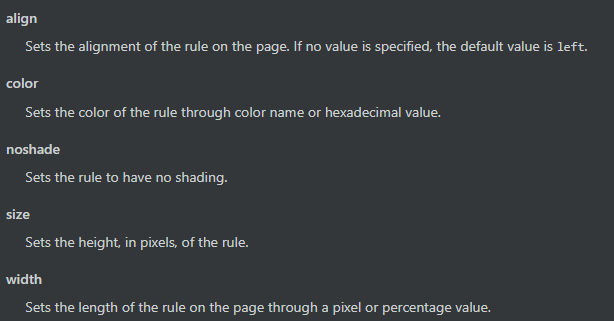 align
Sets the alignment of the rule on the page. If no value is specified, the default value is left.
color
Sets the color of the rule through color name or hexadecimal value.
noshade
Sets the rule to have no shading.
size
Sets the height, in pixels, of the rule.
width
Sets the length of the rule on the page through a pixel or percentage value.